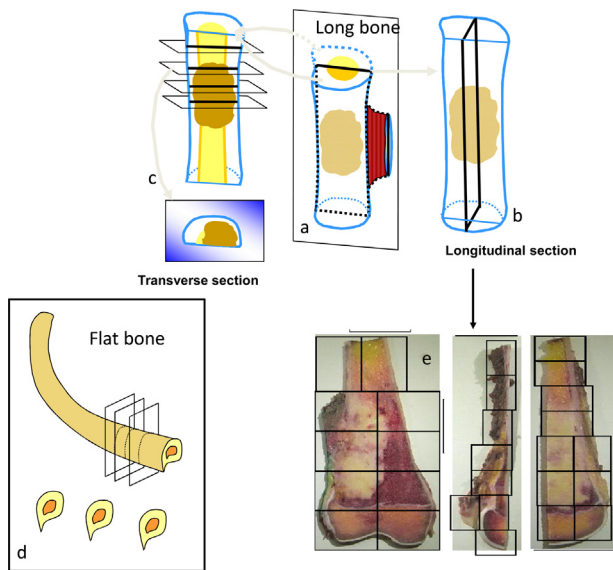 Long bone
c
a
b
Transverse section
Longitudinal section
Flat bone
e
d